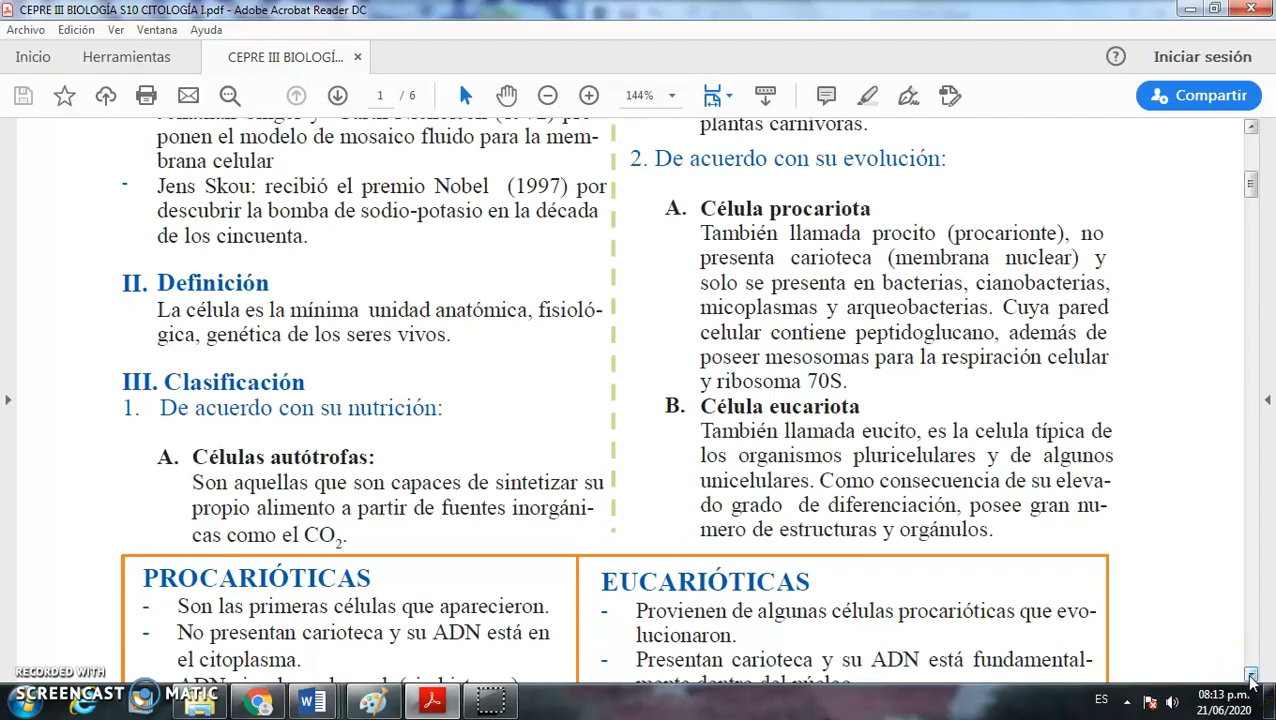 CEPRE III BIOLOGÍA S10 CITOLOGÍA I.pdf - Adobe Acrobat Reader DC
Archivo Edición Ver Ventana Ayuda
Inicio Herramientas CEPRE III BIOLOGÍ... × Iniciar sesión
1 / 6 144% Compartir
ponen el modelo de mosaico fluido para la mem-
brana celular
- Jens Skou: recibió el premio Nobel (1997) por
descubrir la bomba de sodio-potasio en la década
de los cincuenta.
II. Definición
La célula es la mínima unidad anatómica, fisioló-
gica, genética de los seres vivos.
III. Clasificación
1. De acuerdo con su nutrición:
A. Células autótrofas:
Son aquellas que son capaces de sintetizar su
propio alimento a partir de fuentes inorgáni-
cas como el CO2.
plantas carnívoras.
2. De acuerdo con su evolución:
A. Célula procariota
También llamada procito (procarionte), no
presenta carioteca (membrana nuclear) y
solo se presenta en bacterias, cianobacterias,
micoplasmas y arqueobacterias. Cuya pared
celular contiene peptidoglucano, además de
poseer mesosomas para la respiración celular
y ribosoma 70S.
B. Célula eucariota
También llamada eucito, es la celula típica de
los organismos pluricelulares y de algunos
unicelulares. Como consecuencia de su eleva-
do grado de diferenciación, posee gran nu-
mero de estructuras y orgánulos.
PROCARIÓTICAS
- Son las primeras células que aparecieron.
- No presentan carioteca y su ADN está en
el citoplasma.
EUCARIÓTICAS
- Provienen de algunas células procarióticas que evo-
lucionaron.
- Presentan carioteca y su ADN está fundamental-
RECORDED WITH
SCREENCAST MATIC
ES
08:13 p.m.
21/06/2020